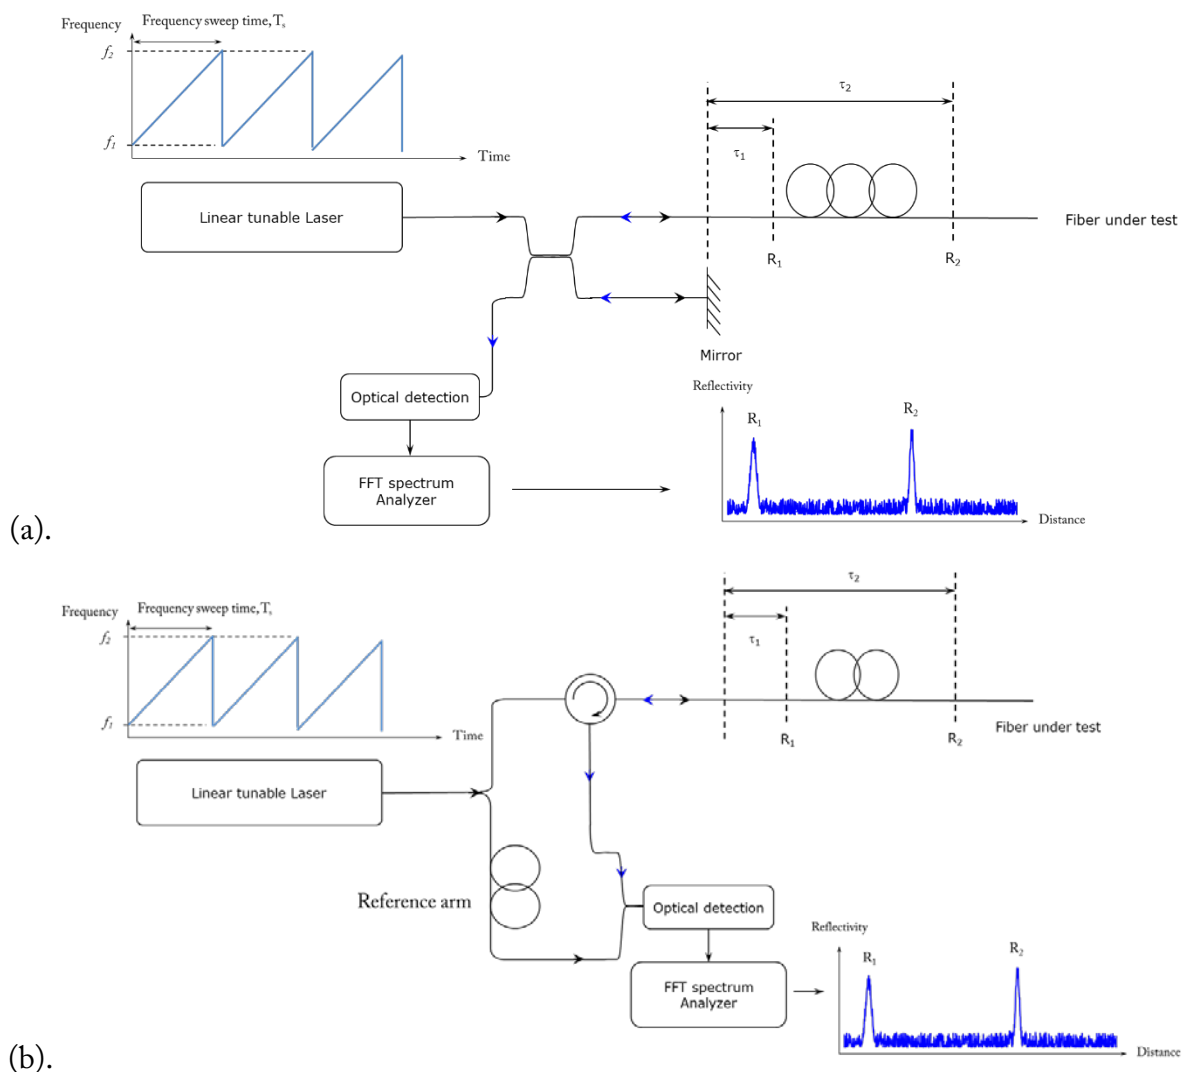 Frequency
Frequency sweep time, Tₛ
f₂
f₁
Time
Linear tunable Laser
τ₂
τ₁
R₁
R₂
Fiber under test
Mirror
Optical detection
FFT spectrum
Analyzer
Reflectivity
R₁
R₂
Distance
(a).
Frequency
Frequency sweep time, Tₛ
f₂
f₁
Time
Linear tunable Laser
τ₂
τ₁
R₁
R₂
Fiber under test
Reference arm
Optical detection
FFT spectrum
Analyzer
Reflectivity
R₁
R₂
Distance
(b).